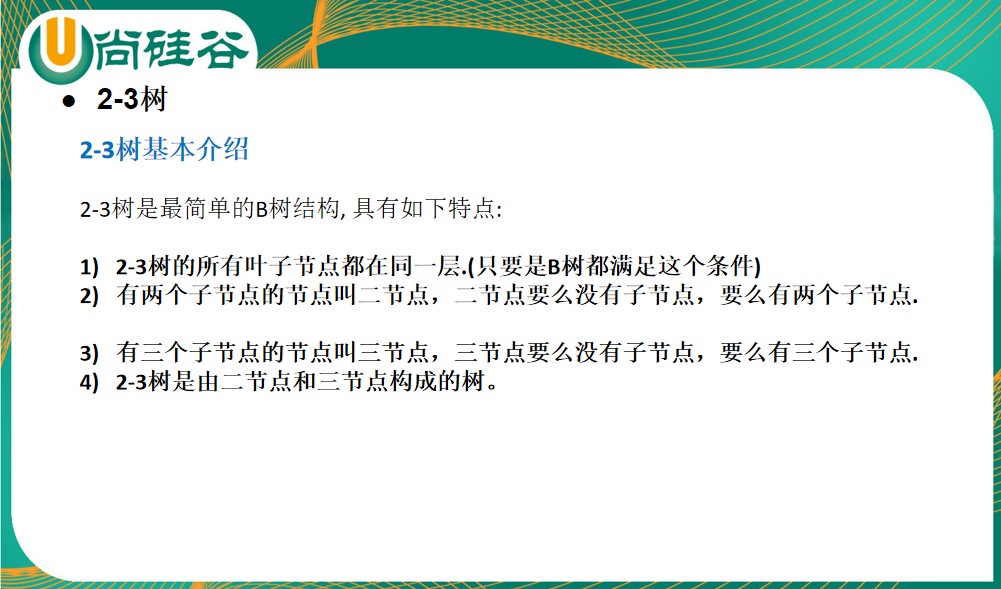 尚硅谷
• 2-3树
2-3树基本介绍
2-3树是最简单的B树结构, 具有如下特点:
1) 2-3树的所有叶子节点都在同一层.(只要是B树都满足这个条件)
2) 有两个子节点的节点叫二节点，二节点要么没有子节点，要么有两个子节点.
3) 有三个子节点的节点叫三节点，三节点要么没有子节点，要么有三个子节点.
4) 2-3树是由二节点和三节点构成的树。